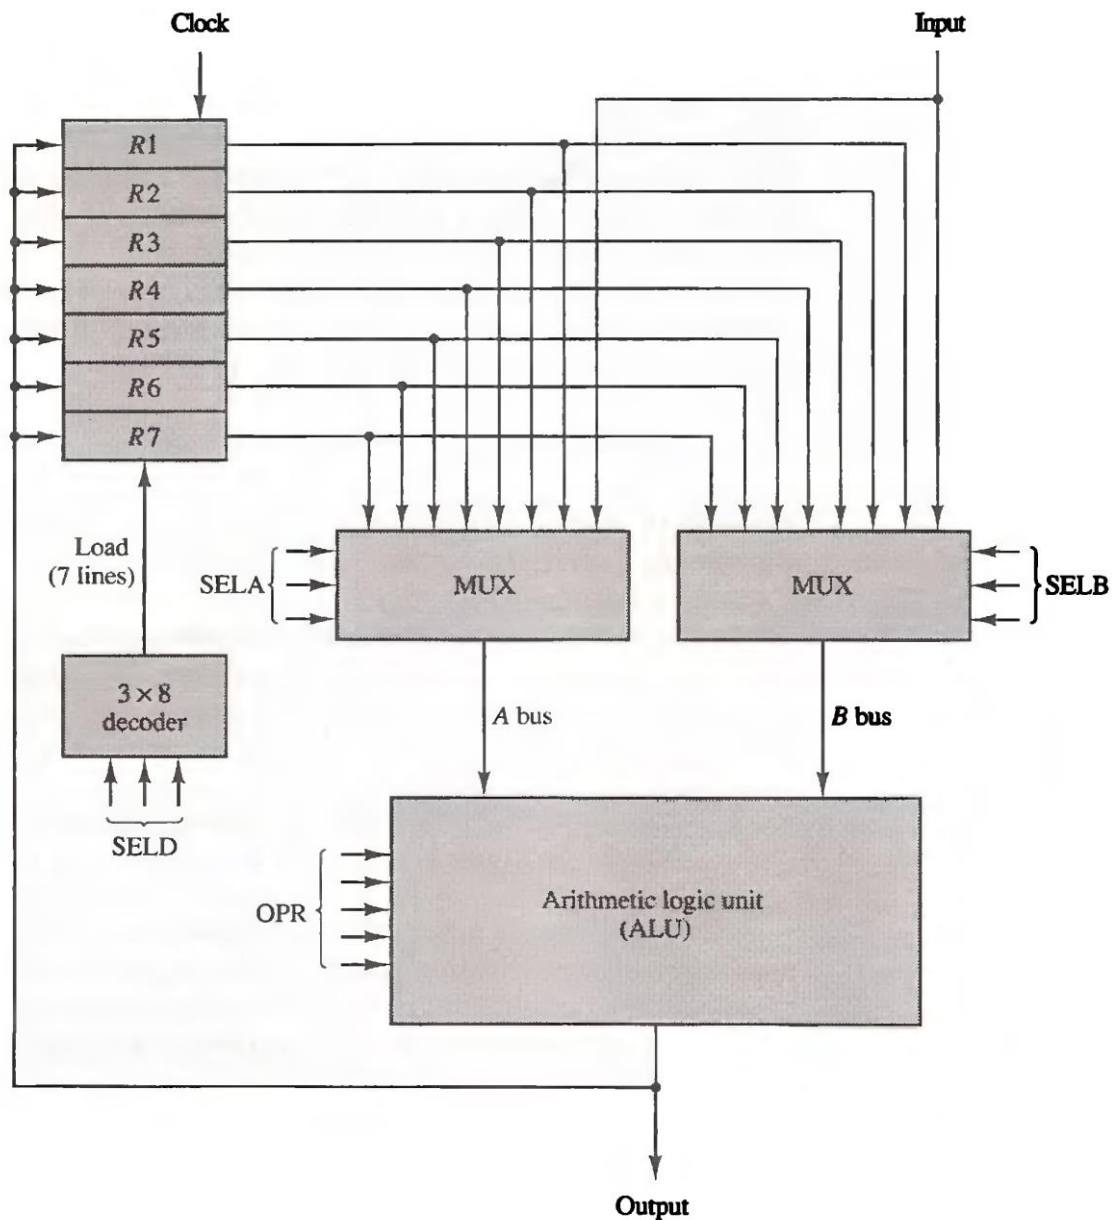 Clock
Input
R1
R2
R3
R4
R5
R6
R7
Load
(7 lines)
SELA
MUX
MUX
SELB
3 × 8
decoder
A bus
B bus
SELD
OPR
Arithmetic logic unit
(ALU)
Output